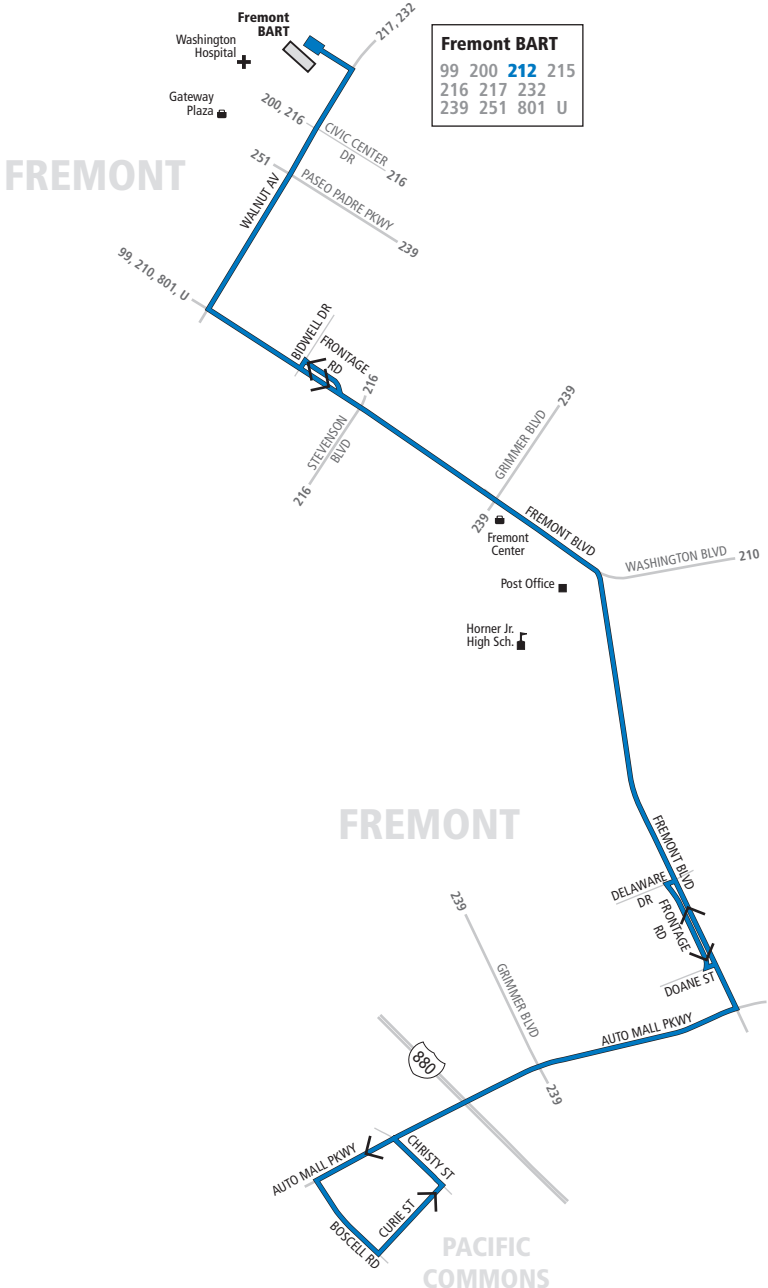 Fremont
BART
217, 232
Washington
Hospital
Fremont BART
99 200 212 215
216 217 232
239 251 801 U
Gateway
Plaza
200, 216
CIVIC CENTER
DR
216
FREMONT
251
PASEO PADRE PKWY
239
WALNUT AV
99, 210, 801, U
BIDWELL DR
FRONTAGE
RD
216
STEVENSON
BLVD
216
239
GRIMMER BLVD
239
Fremont
Center
FREMONT BLVD
WASHINGTON BLVD
210
Post Office
Horner Jr.
High Sch.
FREMONT
FREMONT BLVD
DELAWARE
DR
FRONTAGE
RD
DOANE ST
239
GRIMMER BLVD
239
AUTO MALL PKWY
880
AUTO MALL PKWY
CHRISTY ST
CURIE ST
BOSCELL RD
PACIFIC
COMMONS